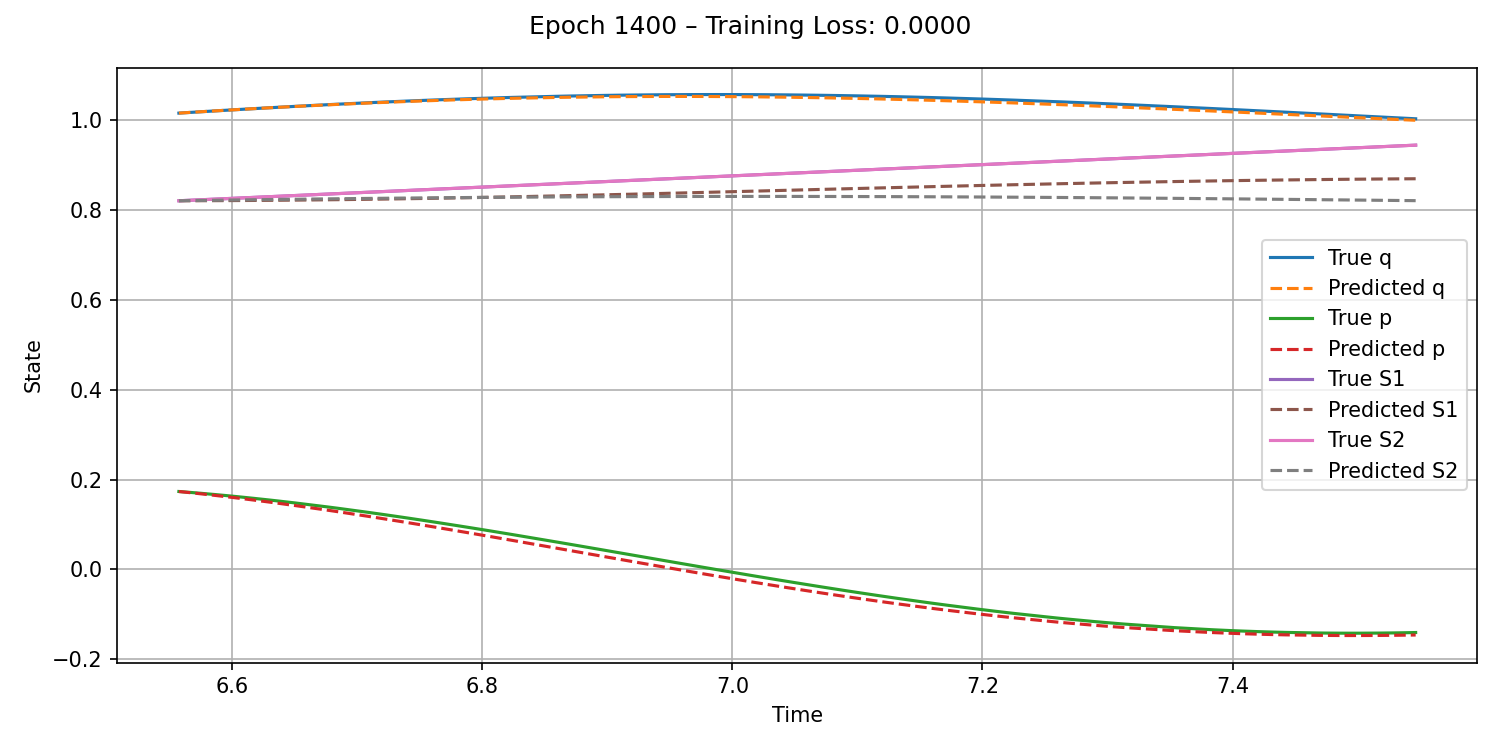 Epoch 1400 – Training Loss: 0.0000
1.0
0.8
0.6
0.4
0.2
0.0
−0.2
State
True q
Predicted q
True p
Predicted p
True S1
Predicted S1
True S2
Predicted S2
6.6 6.8 7.0 7.2 7.4
Time